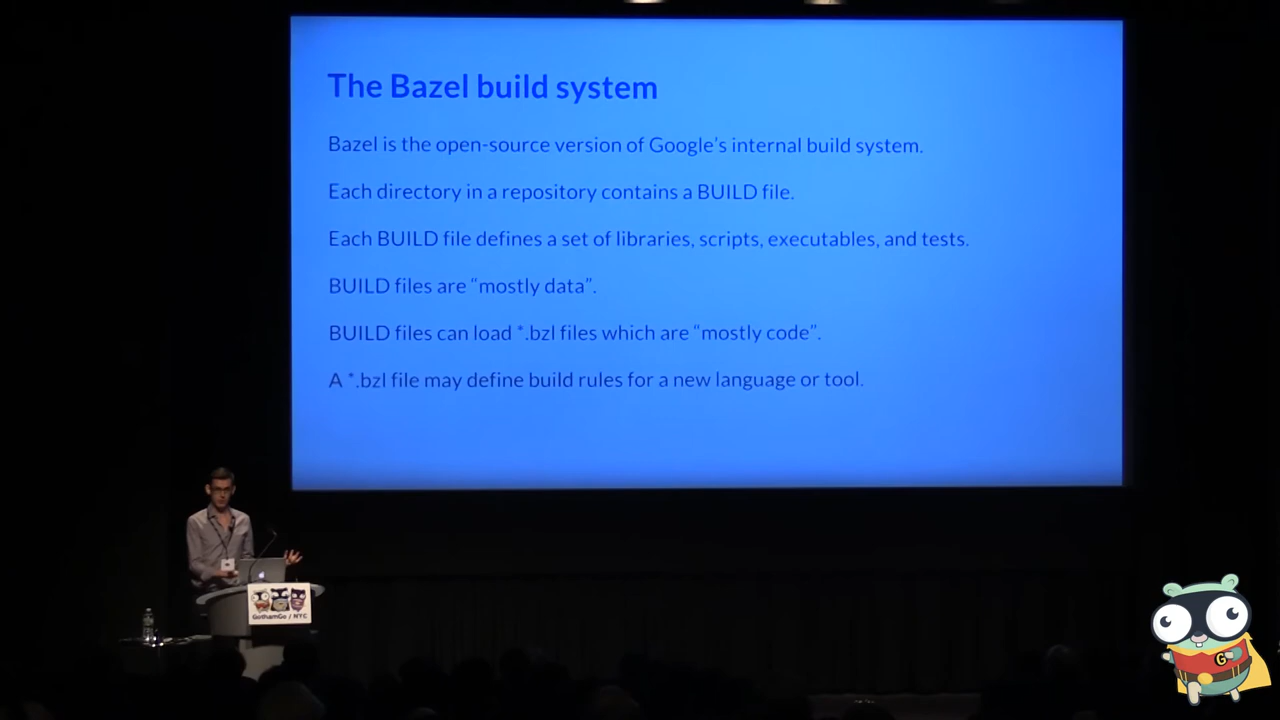 The Bazel build system
Bazel is the open-source version of Google's internal build system.
Each directory in a repository contains a BUILD file.
Each BUILD file defines a set of libraries, scripts, executables, and tests.
BUILD files are “mostly data”.
BUILD files can load *.bzl files which are “mostly code”.
A *.bzl file may define build rules for a new language or tool.
GothamGo / NYC
G